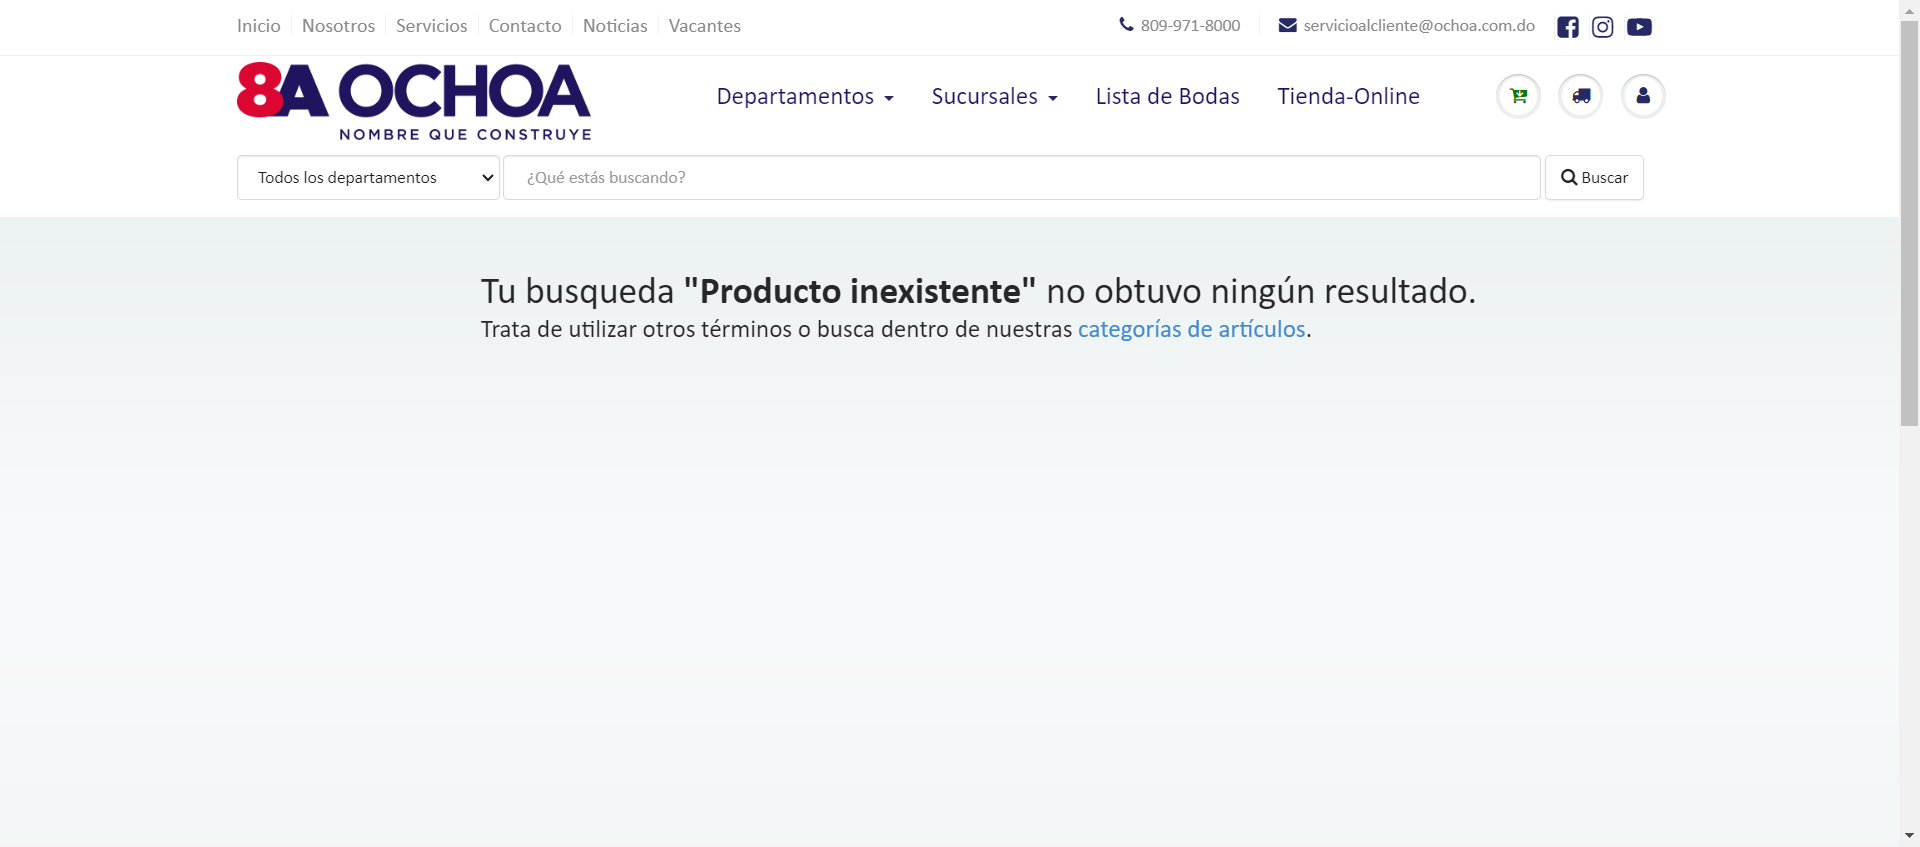 Inicio Nosotros Servicios Contacto Noticias Vacantes 809-971-8000 servicioalcliente@ochoa.com.do
8A OCHOA
NOMBRE QUE CONSTRUYE
Departamentos Sucursales Lista de Bodas Tienda-Online
Todos los departamentos ¿Qué estás buscando? Buscar
Tu busqueda "Producto inexistente" no obtuvo ningún resultado.
Trata de utilizar otros términos o busca dentro de nuestras categorías de artículos.